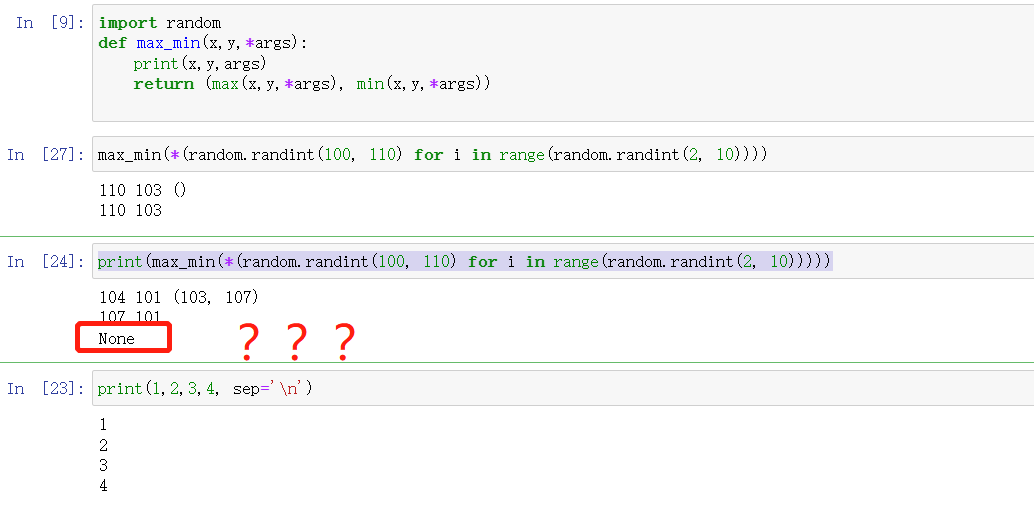 In [9]: import random
def max_min(x,y,*args):
    print(x,y,args)
    return (max(x,y,*args), min(x,y,*args))
In [27]: max_min(*(random.randint(100, 110) for i in range(random.randint(2, 10))))
110 103 ()
110 103
In [24]: print(max_min(*(random.randint(100, 110) for i in range(random.randint(2, 10)))))
104 101 (103, 107)
107 101
None ? ? ?
In [23]: print(1,2,3,4, sep='\n')
1
2
3
4